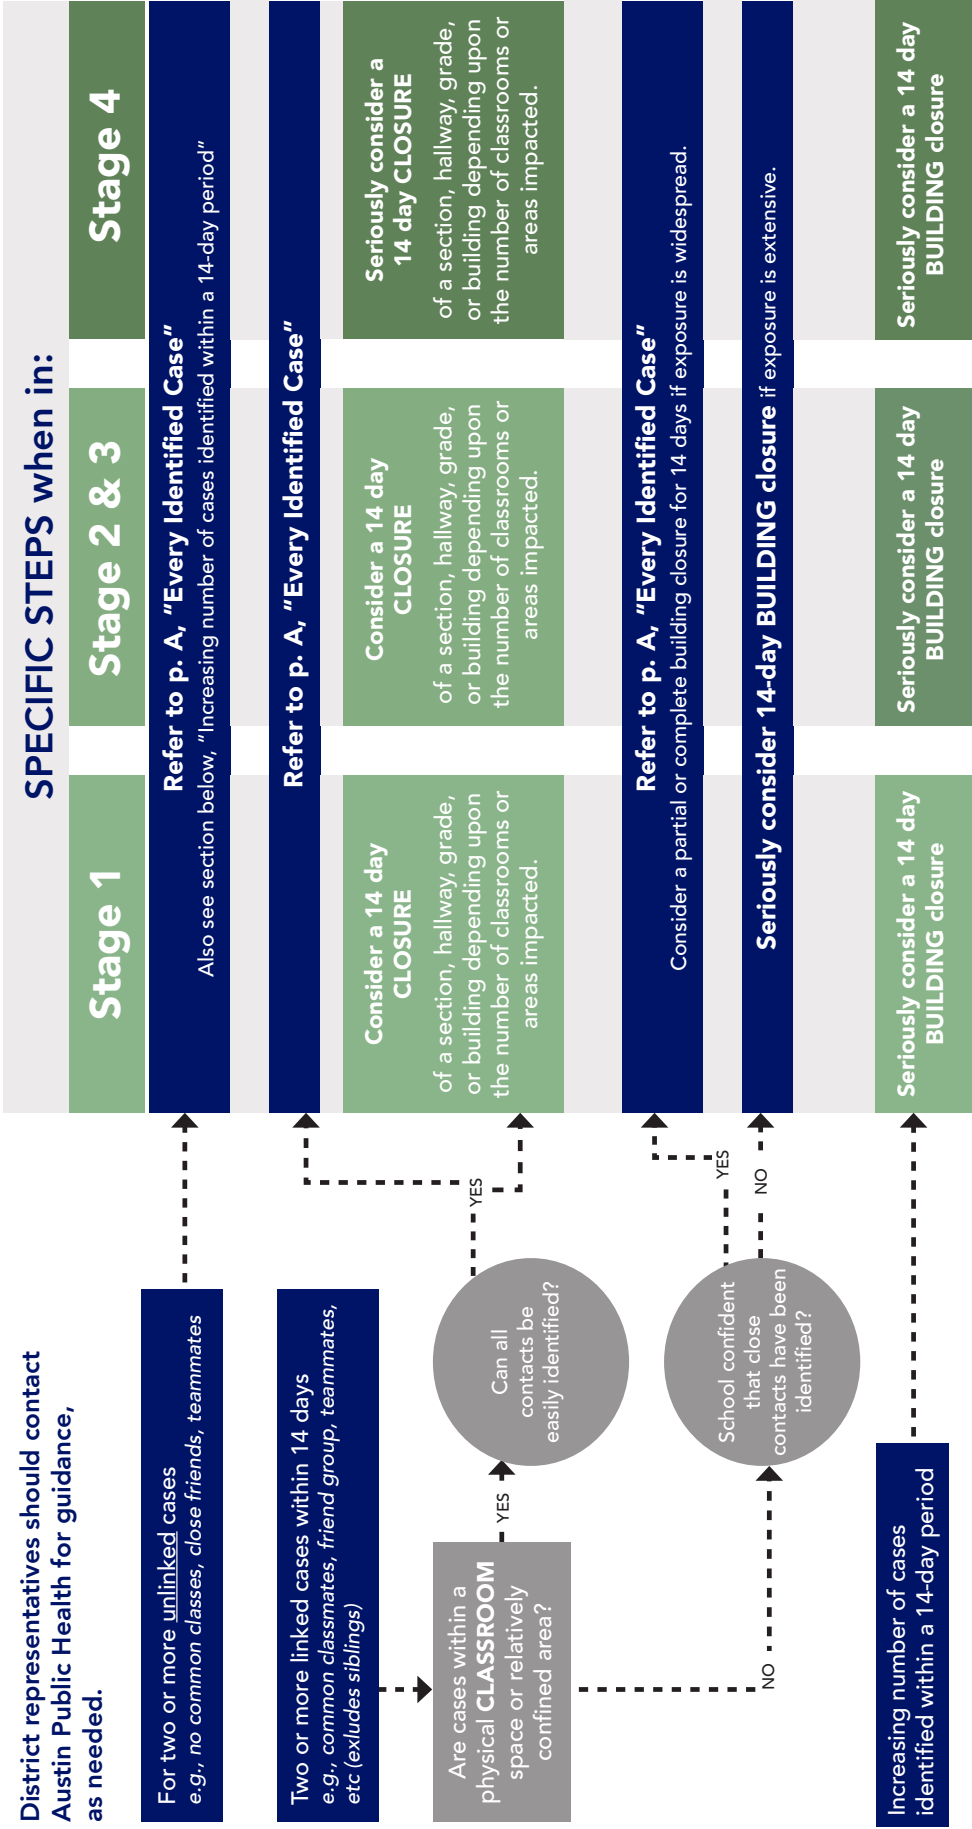 District representatives should contact
Austin Public Health for guidance,
as needed.
SPECIFIC STEPS when in:
Stage 1
Stage 2 & 3
Stage 4
For two or more unlinked cases
e.g., no common classes, close friends, teammates
Refer to p. A, "Every Identified Case"
Also see section below, "Increasing number of cases identified within a 14-day period"
Two or more linked cases within 14 days
e.g., common classmates, friend group, teammates,
etc (exludes siblings)
Refer to p. A, "Every Identified Case"
Are cases within a
physical CLASSROOM
space or relatively
confined area?
YES
Can all
contacts be
easily identified?
YES
Consider a 14 day
CLOSURE
of a section, hallway, grade,
or building depending upon
the number of classrooms or
areas impacted.
Consider a 14 day
CLOSURE
of a section, hallway, grade,
or building depending upon
the number of classrooms or
areas impacted.
Seriously consider a
14 day CLOSURE
of a section, hallway, grade,
or building depending upon
the number of classrooms or
areas impacted.
NO
School confident
that close
contacts have been
identified?
YES
NO
Refer to p. A, "Every Identified Case"
Consider a partial or complete building closure for 14 days if exposure is widespread.
Seriously consider 14-day BUILDING closure if exposure is extensive.
Increasing number of cases
identified within a 14-day period
Seriously consider a 14 day
BUILDING closure
Seriously consider a 14 day
BUILDING closure
Seriously consider a 14 day
BUILDING closure